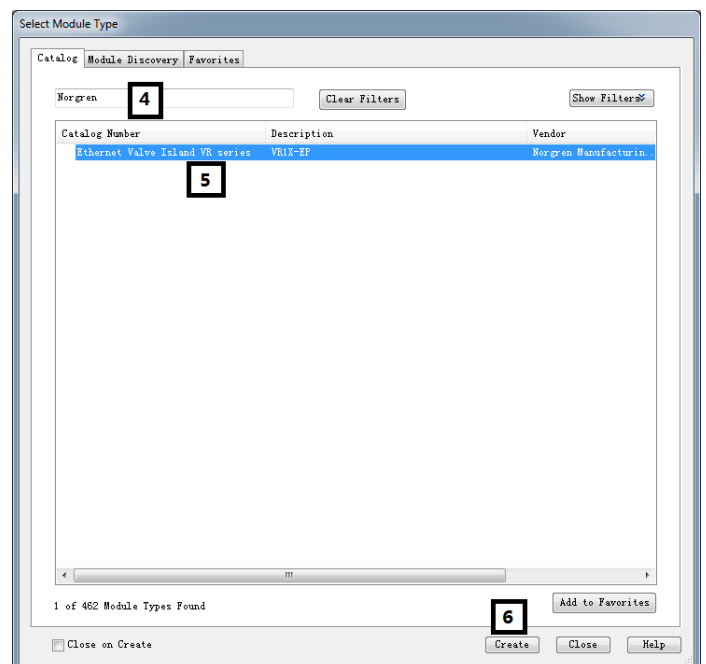 Select Module Type
Catalog Module Discovery Favorites
Norgren 4 Clear Filters Show Filters
Catalog Number Description Vendor
Ethernet Valve Island VR series VR1X-EP Norgren Manufacturin..
5
1 of 462 Module Types Found Add to Favorites
6
Close on Create Create Close Help